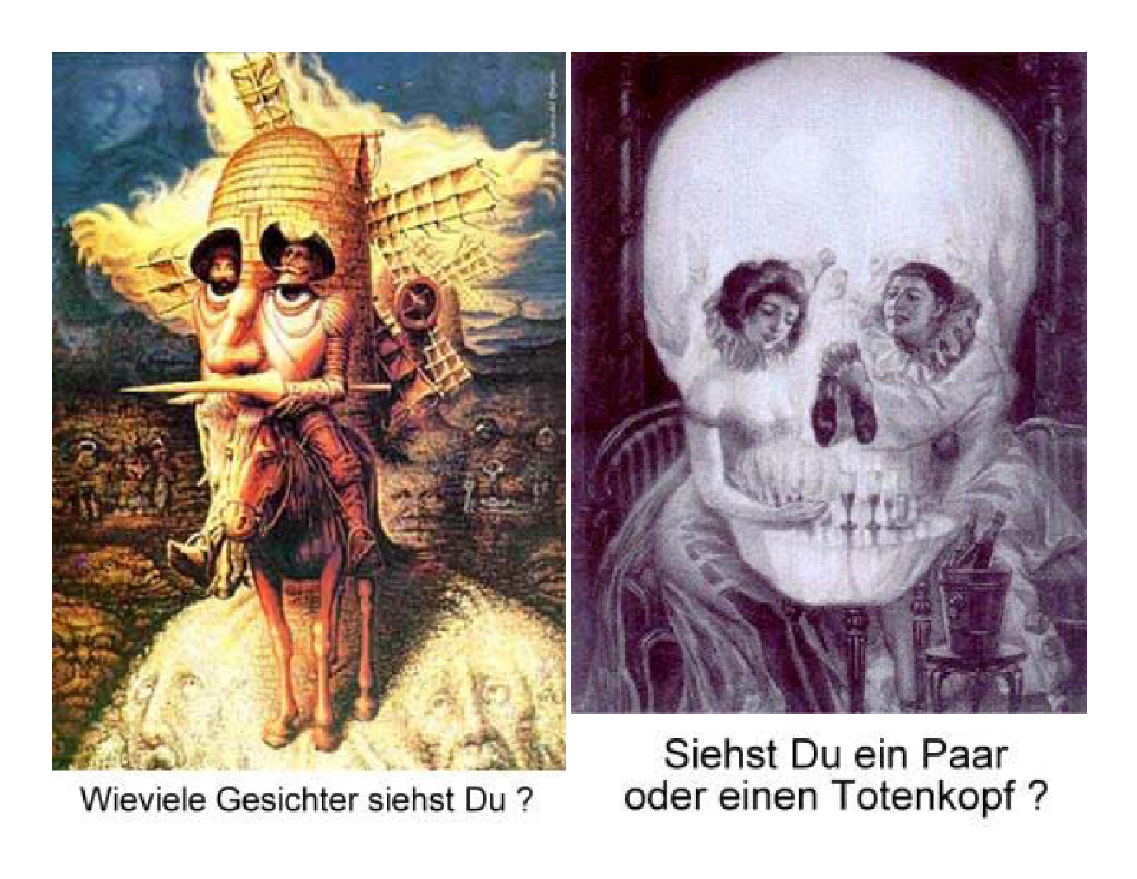 Wieviele Gesichter siehst Du ?
Siehst Du ein Paar
oder einen Totenkopf ?